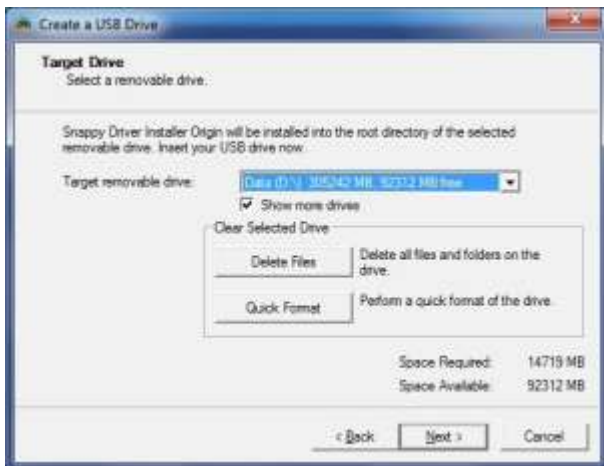 Create a USB Drive
Target Drive
Select a removable drive.
Snappy Driver Installer Origin will be installed into the root directory of the selected
removable drive. Insert your USB drive now
Target removable drive:
Data (D:\) 305242 MB 92312 MB free
Show more drives
Clear Selected Drive
Delete Files
Delete all files and folders on the
drive.
Quick Format
Perform a quick format of the drive.
Space Required: 14719 MB
Space Available: 92312 MB
< Back
Next >
Cancel